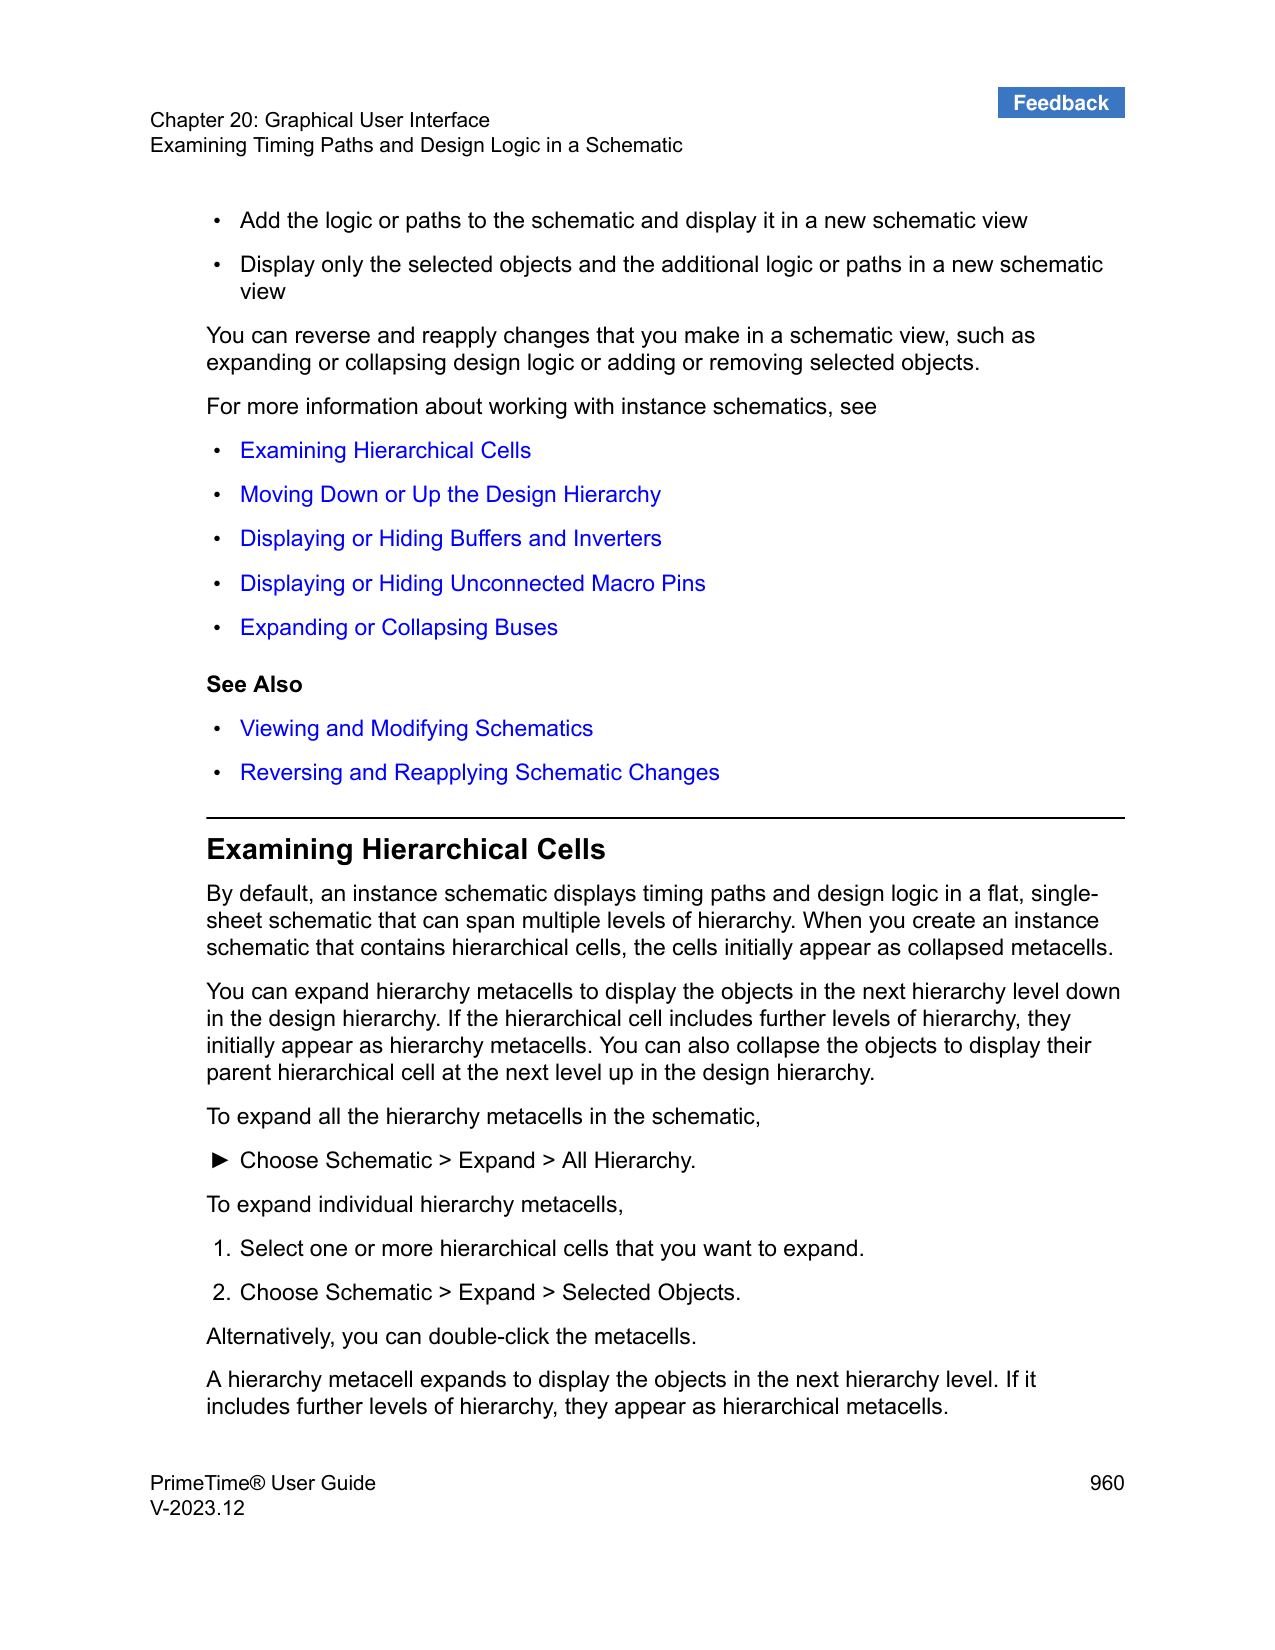 Feedback
Chapter 20: Graphical User Interface
Examining Timing Paths and Design Logic in a Schematic
• Add the logic or paths to the schematic and display it in a new schematic view
• Display only the selected objects and the additional logic or paths in a new schematic
view
You can reverse and reapply changes that you make in a schematic view, such as
expanding or collapsing design logic or adding or removing selected objects.
For more information about working with instance schematics, see
• Examining Hierarchical Cells
• Moving Down or Up the Design Hierarchy
• Displaying or Hiding Buffers and Inverters
• Displaying or Hiding Unconnected Macro Pins
• Expanding or Collapsing Buses
See Also
• Viewing and Modifying Schematics
• Reversing and Reapplying Schematic Changes
Examining Hierarchical Cells
By default, an instance schematic displays timing paths and design logic in a flat, single-
sheet schematic that can span multiple levels of hierarchy. When you create an instance
schematic that contains hierarchical cells, the cells initially appear as collapsed metacells.
You can expand hierarchy metacells to display the objects in the next hierarchy level down
in the design hierarchy. If the hierarchical cell includes further levels of hierarchy, they
initially appear as hierarchy metacells. You can also collapse the objects to display their
parent hierarchical cell at the next level up in the design hierarchy.
To expand all the hierarchy metacells in the schematic,
► Choose Schematic > Expand > All Hierarchy.
To expand individual hierarchy metacells,
1. Select one or more hierarchical cells that you want to expand.
2. Choose Schematic > Expand > Selected Objects.
Alternatively, you can double-click the metacells.
A hierarchy metacell expands to display the objects in the next hierarchy level. If it
includes further levels of hierarchy, they appear as hierarchical metacells.
PrimeTime® User Guide 960
V-2023.12